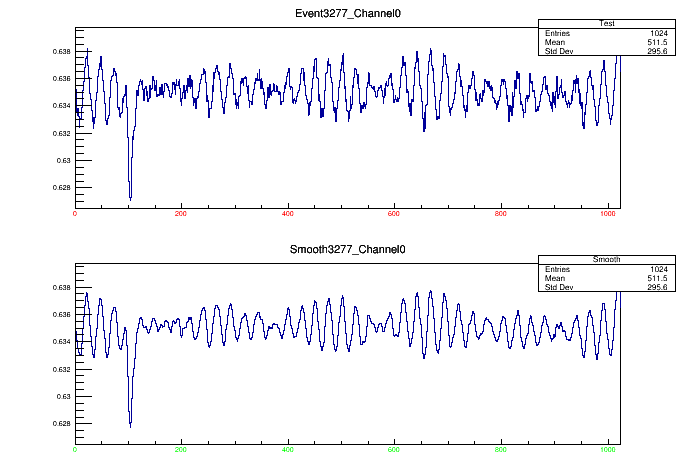 Event3277_Channel0
Test
Entries 1024
Mean 511.5
Std Dev 295.6
0.638
0.636
0.634
0.632
0.63
0.628
0 200 400 600 800 1000
Smooth3277_Channel0
Smooth
Entries 1024
Mean 511.5
Std Dev 295.6
0.638
0.636
0.634
0.632
0.63
0.628
0 200 400 600 800 1000